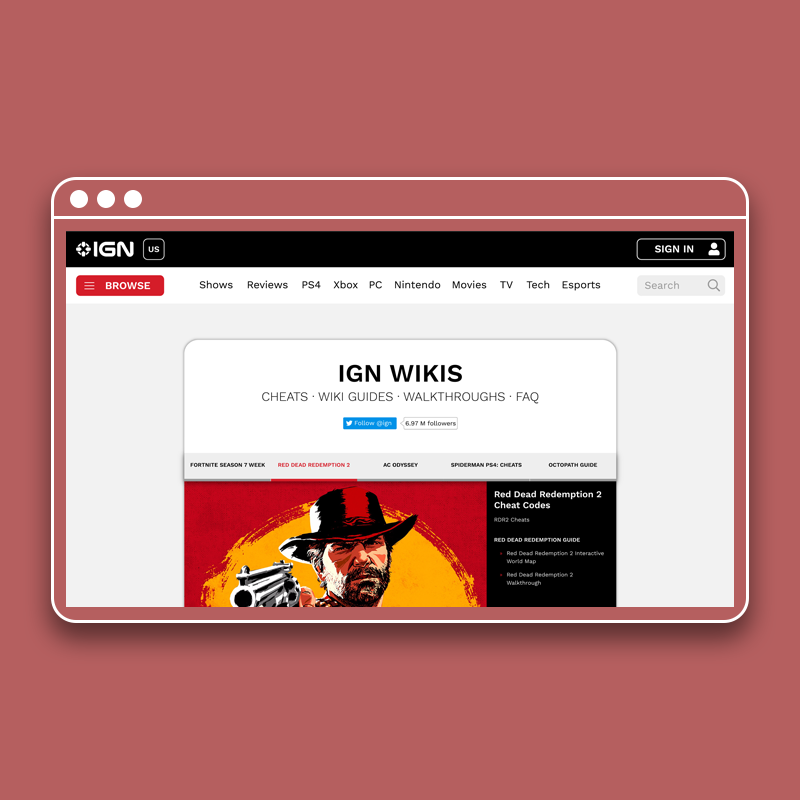 IGN US SIGN IN
BROWSE Shows Reviews PS4 Xbox PC Nintendo Movies TV Tech Esports Search
IGN WIKIS
CHEATS · WIKI GUIDES · WALKTHROUGHS · FAQ
Follow @ign 6.97 M followers
FORTNITE SEASON 7 WEEK RED DEAD REDEMPTION 2 AC ODYSSEY SPIDERMAN PS4: CHEATS OCTOPATH GUIDE
Red Dead Redemption 2
Cheat Codes
RDR2 Cheats
RED DEAD REDEMPTION GUIDE
Red Dead Redemption 2 Interactive
World Map
Red Dead Redemption 2
Walkthrough